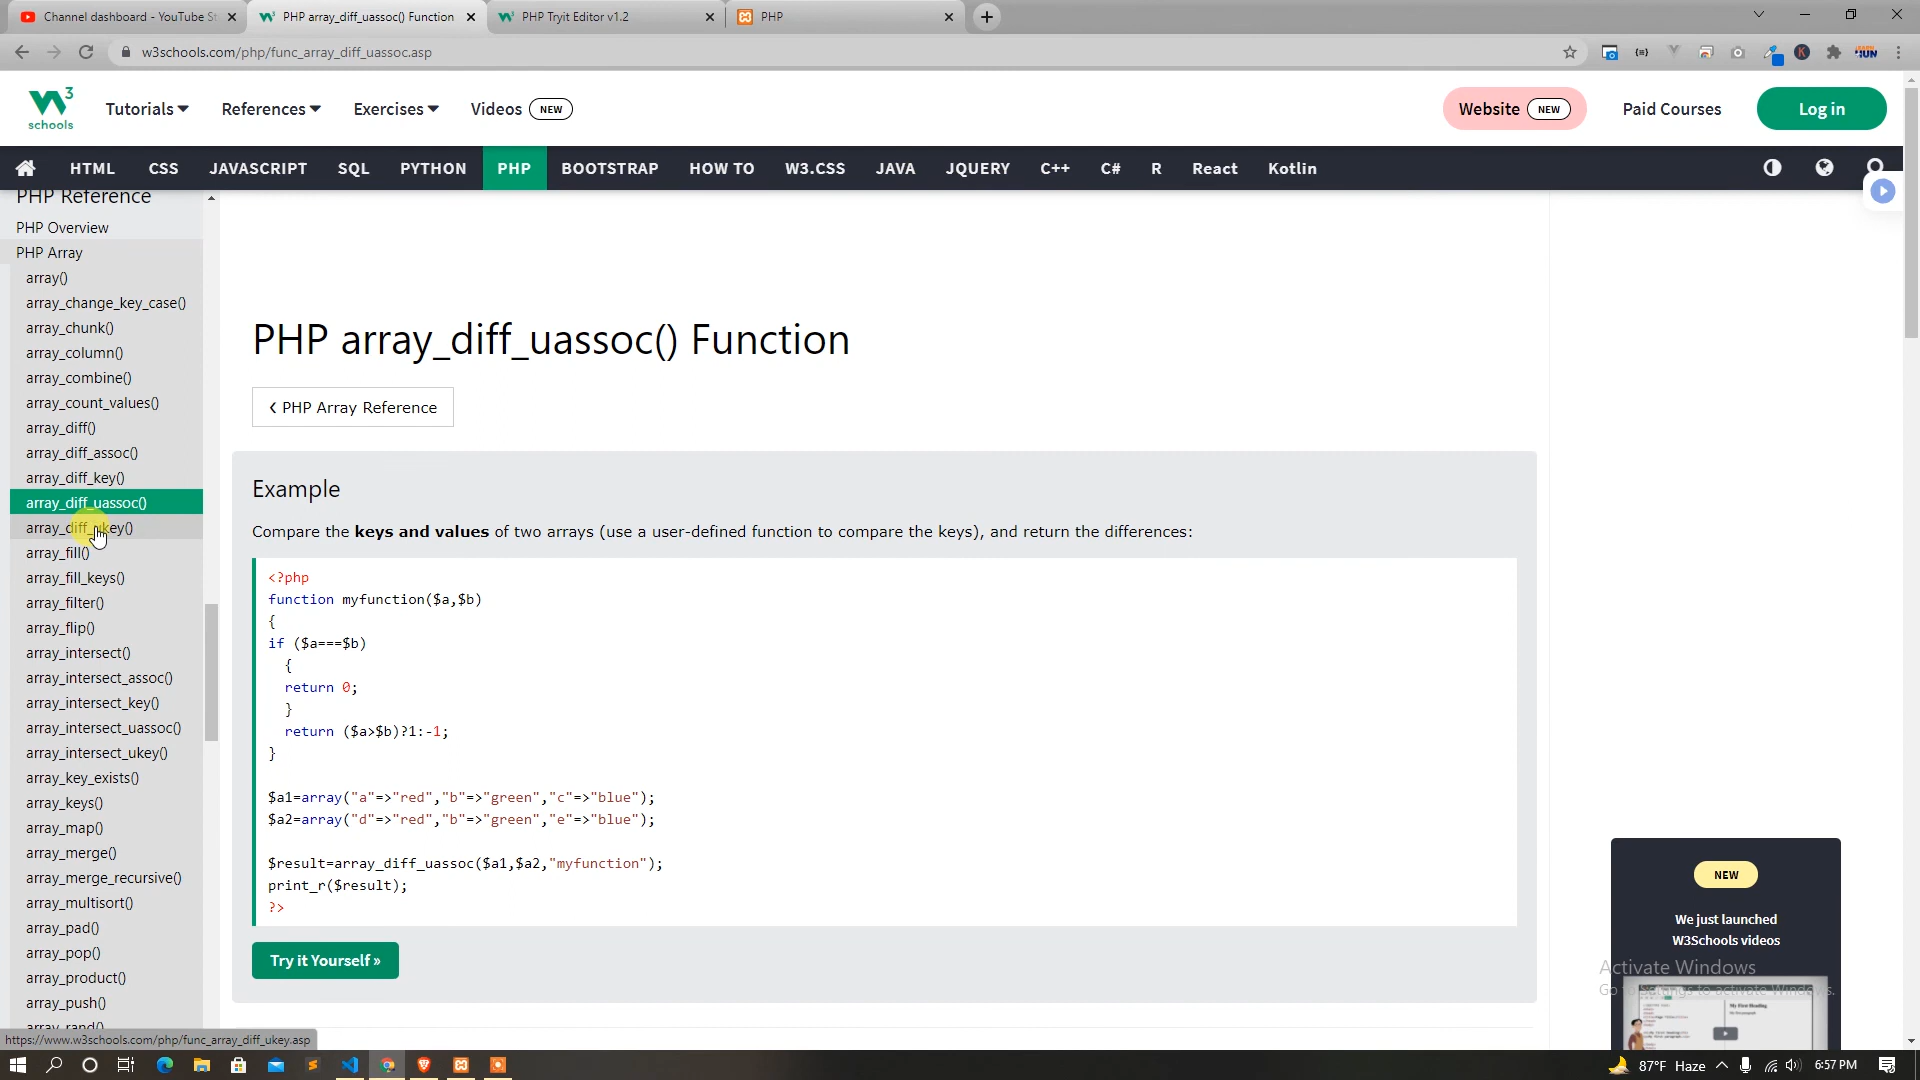 Channel dashboard - YouTube St
PHP array_diff_uassoc() Function
PHP Tryit Editor v1.2
PHP
w3schools.com/php/func_array_diff_uassoc.asp
schools
Tutorials
References
Exercises
Videos NEW
Website NEW
Paid Courses
Log in
HTML
CSS
JAVASCRIPT
SQL
PYTHON
PHP
BOOTSTRAP
HOW TO
W3.CSS
JAVA
JQUERY
C++
C#
R
React
Kotlin
PHP Reference
PHP Overview
PHP Array
array()
array_change_key_case()
array_chunk()
array_column()
array_combine()
array_count_values()
array_diff()
array_diff_assoc()
array_diff_key()
array_diff_uassoc()
array_diff_ukey()
array_fill()
array_fill_keys()
array_filter()
array_flip()
array_intersect()
array_intersect_assoc()
array_intersect_key()
array_intersect_uassoc()
array_intersect_ukey()
array_key_exists()
array_keys()
array_map()
array_merge()
array_merge_recursive()
array_multisort()
array_pad()
array_pop()
array_product()
array_push()
array_rand()
https://www.w3schools.com/php/func_array_diff_ukey.asp
PHP array_diff_uassoc() Function
❮ PHP Array Reference
Example
Compare the keys and values of two arrays (use a user-defined function to compare the keys), and return the differences:
<?php
function myfunction($a,$b)
{
if ($a===$b)
{
return 0;
}
return ($a>$b)?1:-1;
}
$a1=array("a"=>"red","b"=>"green","c"=>"blue");
$a2=array("d"=>"red","b"=>"green","e"=>"blue");
$result=array_diff_uassoc($a1,$a2,"myfunction");
print_r($result);
?>
Try it Yourself »
NEW
We just launched
W3Schools videos
Activate Windows
Go to Settings to activate Windows.
87°F Haze
6:57 PM